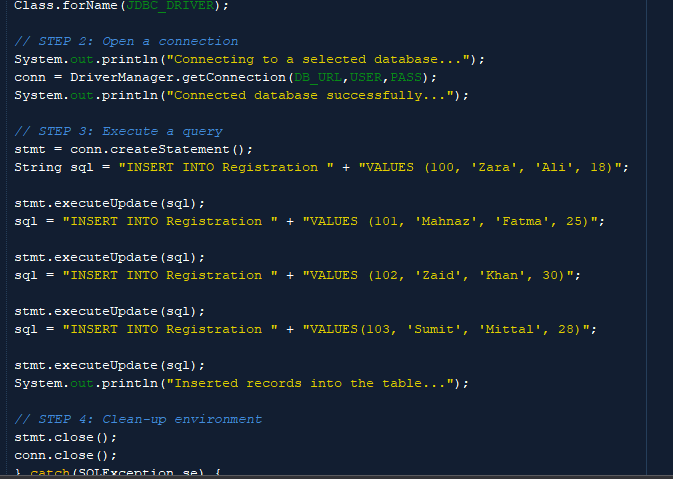 Class.forName(JDBC_DRIVER);
// STEP 2: Open a connection
System.out.println("Connecting to a selected database...");
conn = DriverManager.getConnection(DB_URL,USER,PASS);
System.out.println("Connected database successfully...");
// STEP 3: Execute a query
stmt = conn.createStatement();
String sql = "INSERT INTO Registration " + "VALUES (100, 'Zara', 'Ali', 18)";
stmt.executeUpdate(sql);
sql = "INSERT INTO Registration " + "VALUES (101, 'Mahnaz', 'Fatma', 25)";
stmt.executeUpdate(sql);
sql = "INSERT INTO Registration " + "VALUES (102, 'Zaid', 'Khan', 30)";
stmt.executeUpdate(sql);
sql = "INSERT INTO Registration " + "VALUES(103, 'Sumit', 'Mittal', 28)";
stmt.executeUpdate(sql);
System.out.println("Inserted records into the table...");
// STEP 4: Clean-up environment
stmt.close();
conn.close();
} catch(SQLException se) {